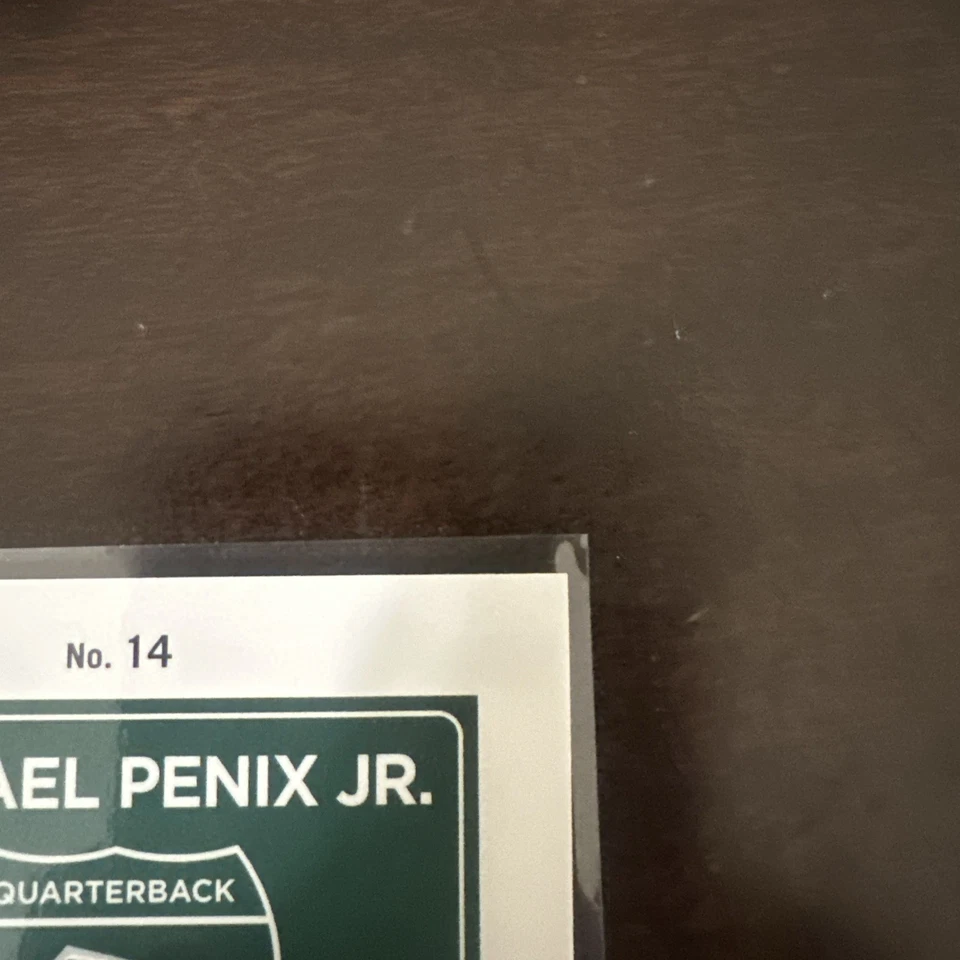 No. 14
AEL PENIX JR.
QUARTERBACK